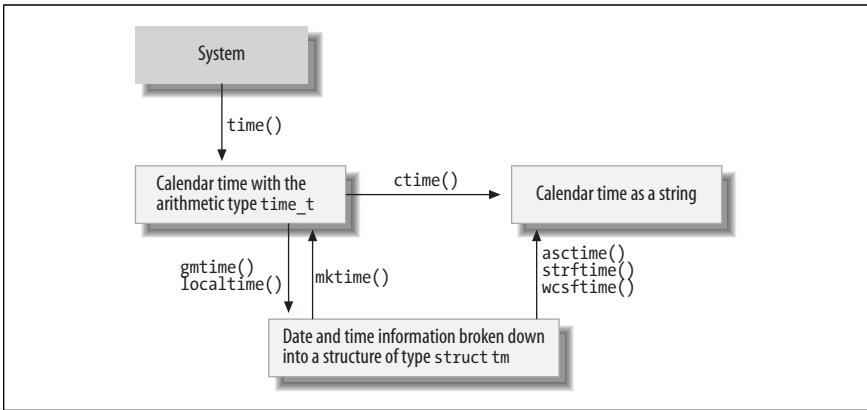 System
time()
Calendar time with the
arithmetic type time_t
ctime()
Calendar time as a string
gmtime()
localtime()
mktime()
asctime()
strftime()
wcsftime()
Date and time information broken down
into a structure of type struct tm